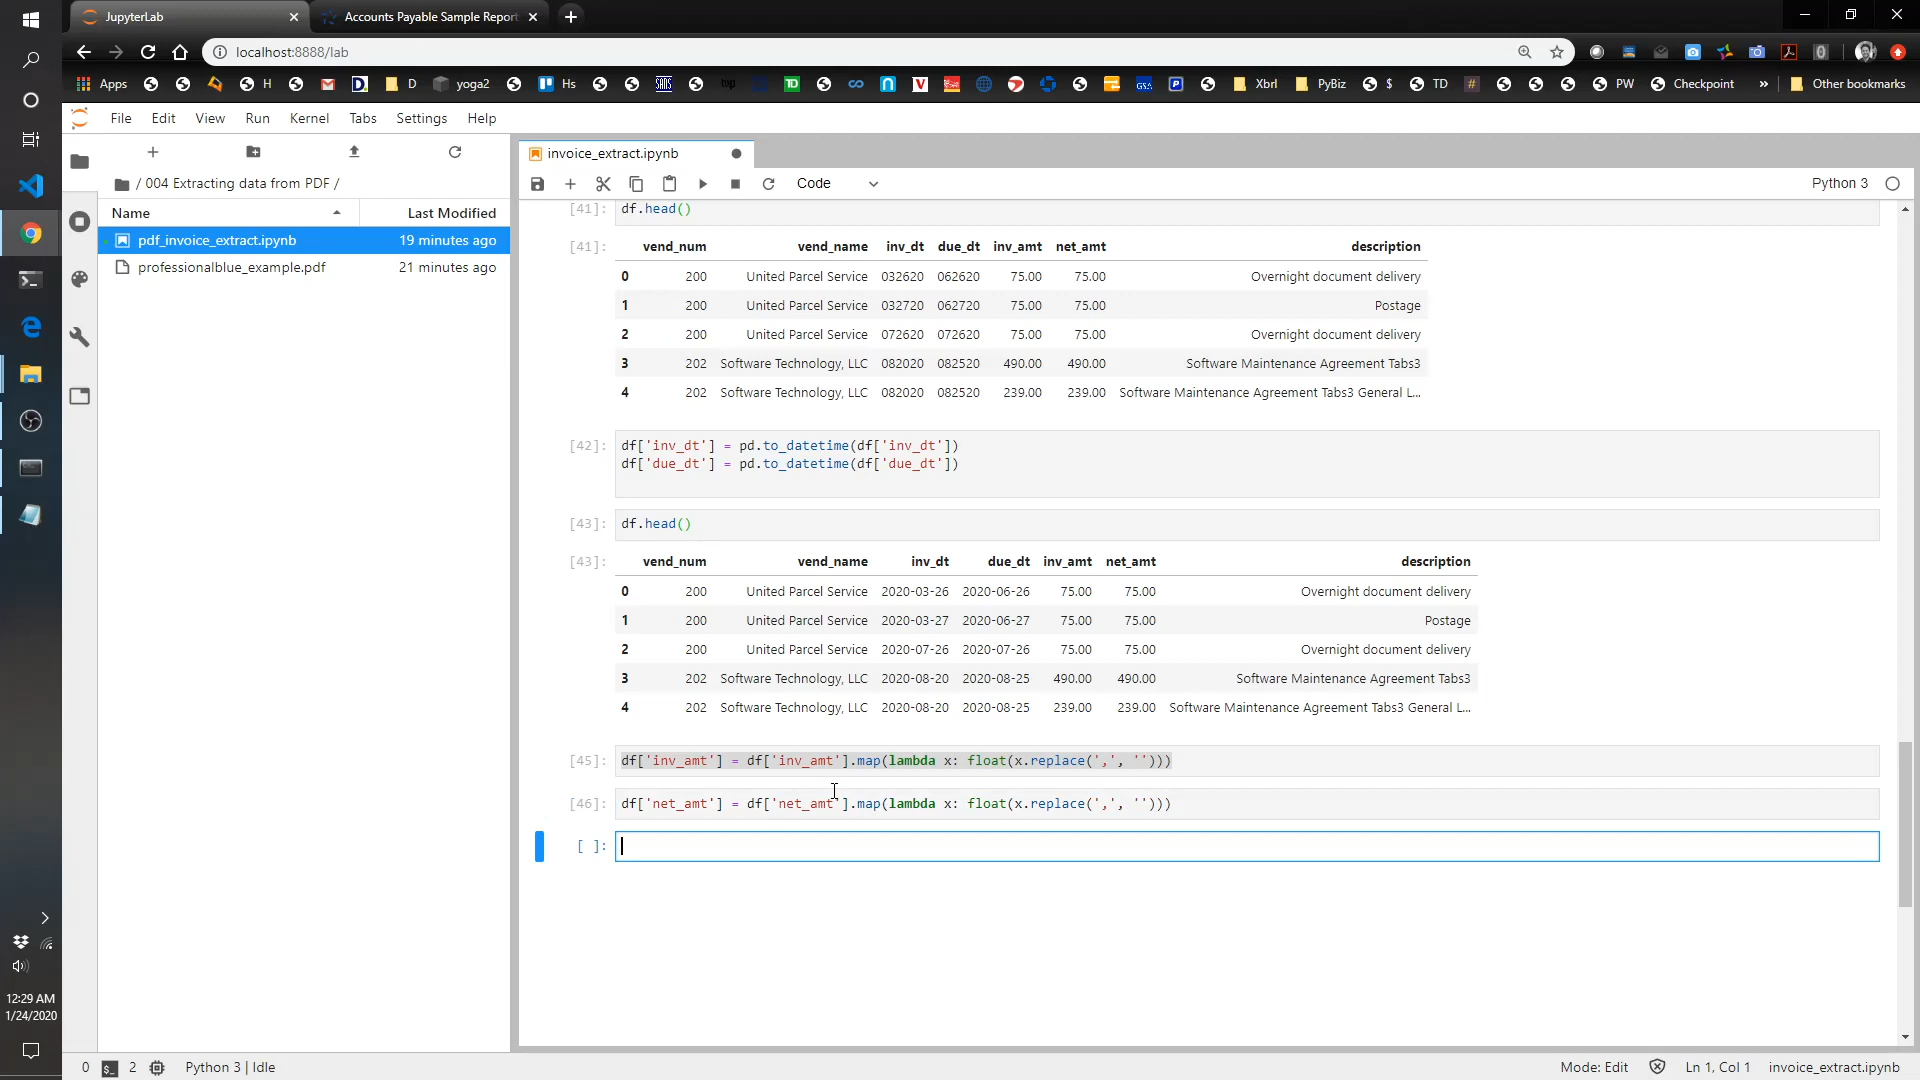 JupyterLab
Accounts Payable Sample Report
localhost:8888/lab
Apps
H
D
yoga2
Hs
SANS
top
TD
GSA
Xbrl
PyBiz
$
TD
#
PW
Checkpoint
»
Other bookmarks
File Edit View Run Kernel Tabs Settings Help
/ 004 Extracting data from PDF /
Name Last Modified
pdf_invoice_extract.ipynb 19 minutes ago
professionalblue_example.pdf 21 minutes ago
invoice_extract.ipynb
Code
Python 3
[41]: df.head()
[41]: vend_num vend_name inv_dt due_dt inv_amt net_amt description
0 200 United Parcel Service 032620 062620 75.00 75.00 Overnight document delivery
1 200 United Parcel Service 032720 062720 75.00 75.00 Postage
2 200 United Parcel Service 072620 072620 75.00 75.00 Overnight document delivery
3 202 Software Technology, LLC 082020 082520 490.00 490.00 Software Maintenance Agreement Tabs3
4 202 Software Technology, LLC 082020 082520 239.00 239.00 Software Maintenance Agreement Tabs3 General L...
[42]: df['inv_dt'] = pd.to_datetime(df['inv_dt'])
df['due_dt'] = pd.to_datetime(df['due_dt'])
[43]: df.head()
[43]: vend_num vend_name inv_dt due_dt inv_amt net_amt description
0 200 United Parcel Service 2020-03-26 2020-06-26 75.00 75.00 Overnight document delivery
1 200 United Parcel Service 2020-03-27 2020-06-27 75.00 75.00 Postage
2 200 United Parcel Service 2020-07-26 2020-07-26 75.00 75.00 Overnight document delivery
3 202 Software Technology, LLC 2020-08-20 2020-08-25 490.00 490.00 Software Maintenance Agreement Tabs3
4 202 Software Technology, LLC 2020-08-20 2020-08-25 239.00 239.00 Software Maintenance Agreement Tabs3 General L...
[45]: df['inv_amt'] = df['inv_amt'].map(lambda x: float(x.replace(',', '')))
[46]: df['net_amt'] = df['net_amt'].map(lambda x: float(x.replace(',', '')))
[ ]:
12:29 AM
1/24/2020
0 2 Python 3 | Idle
Mode: Edit
Ln 1, Col 1 invoice_extract.ipynb